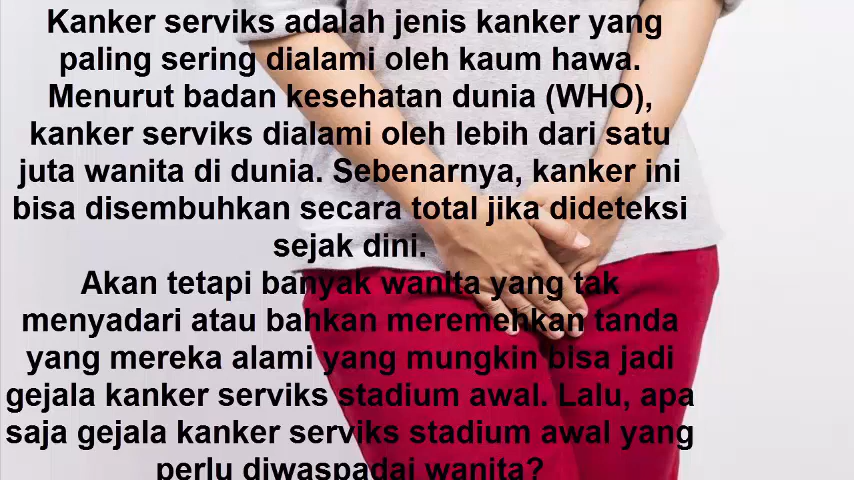 Kanker serviks adalah jenis kanker yang
paling sering dialami oleh kaum hawa.
Menurut badan kesehatan dunia (WHO),
kanker serviks dialami oleh lebih dari satu
juta wanita di dunia. Sebenarnya, kanker ini
bisa disembuhkan secara total jika dideteksi
sejak dini.
Akan tetapi banyak wanita yang tak
menyadari atau bahkan meremehkan tanda
yang mereka alami yang mungkin bisa jadi
gejala kanker serviks stadium awal. Lalu, apa
saja gejala kanker serviks stadium awal yang
perlu diwaspadai wanita?